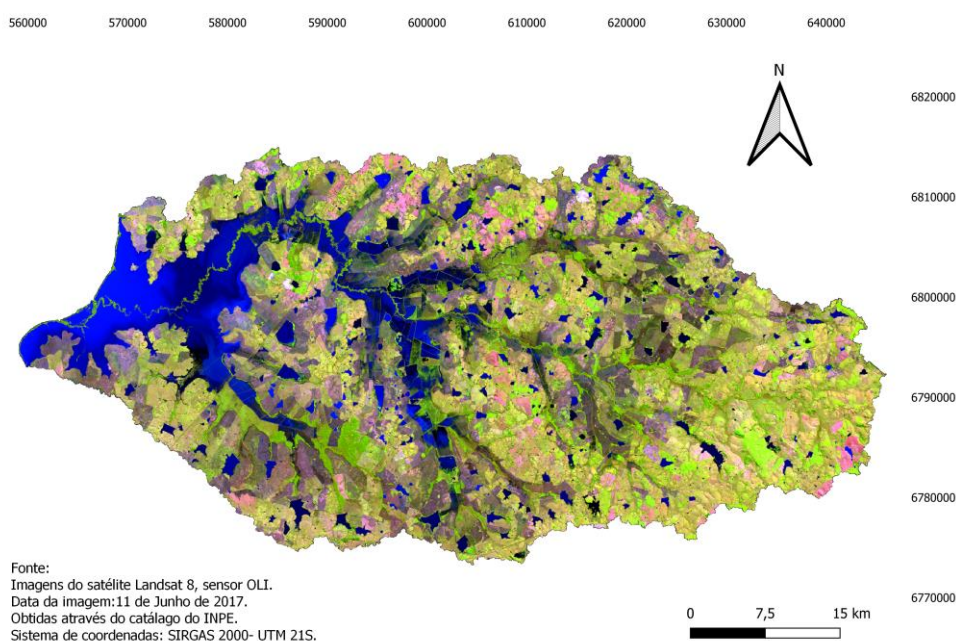 560000 570000 580000 590000 600000 610000 620000 630000 640000
N
6820000
6810000
6800000
6790000
6780000
6770000
Fonte:
Imagens do satélite Landsat 8, sensor OLI.
Data da imagem:11 de Junho de 2017.
Obtidas através do catálago do INPE.
Sistema de coordenadas: SIRGAS 2000- UTM 21S.
0 7,5 15 km